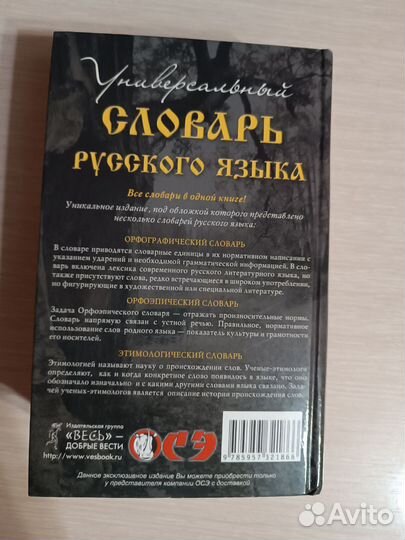 Универсальный
СЛОВАРЬ
РУССКОГО ЯЗЫКА
Все словари в одной книге!
Уникальное издание, под обложкой которого представлено
несколько словарей русского языка:
ОРФОГРАФИЧЕСКИЙ СЛОВАРЬ
В словаре приводятся словарные единицы в их нормативном написании с
указанием ударений и необходимой грамматической информацией. В сло-
варь включена лексика современного русского литературного языка, но
также присутствуют слова, редко встречающиеся в широком употреблении,
но фигурирующие в художественной или специальной литературе.
ОРФОЭПИЧЕСКИЙ СЛОВАРЬ
Задача Орфоэпического словаря — отражать произносительные нормы.
Словарь напрямую связан с устной речью. Правильное, нормативное
использование слов родного языка — показатель культуры и грамотности
его носителей.
ЭТИМОЛОГИЧЕСКИЙ СЛОВАРЬ
Этимологией называют науку о происхождении слов. Ученые-этимологи
определяют, как и когда конкретное слово появилось в языке, что оно
обозначало изначально и с какими другими словами языка связано. Зада-
чей ученых-этимологов является описание истории происхождения слов.
Издательская группа
«ВЕСЬ» —
ДОБРЫЕ ВЕСТИ
http://www.vesbook.ru
ОСЭ
9 785957 321866
Данное эксклюзивное издание Вы можете приобрести только
у представителя компании ОСЭ с доставкой
Avito